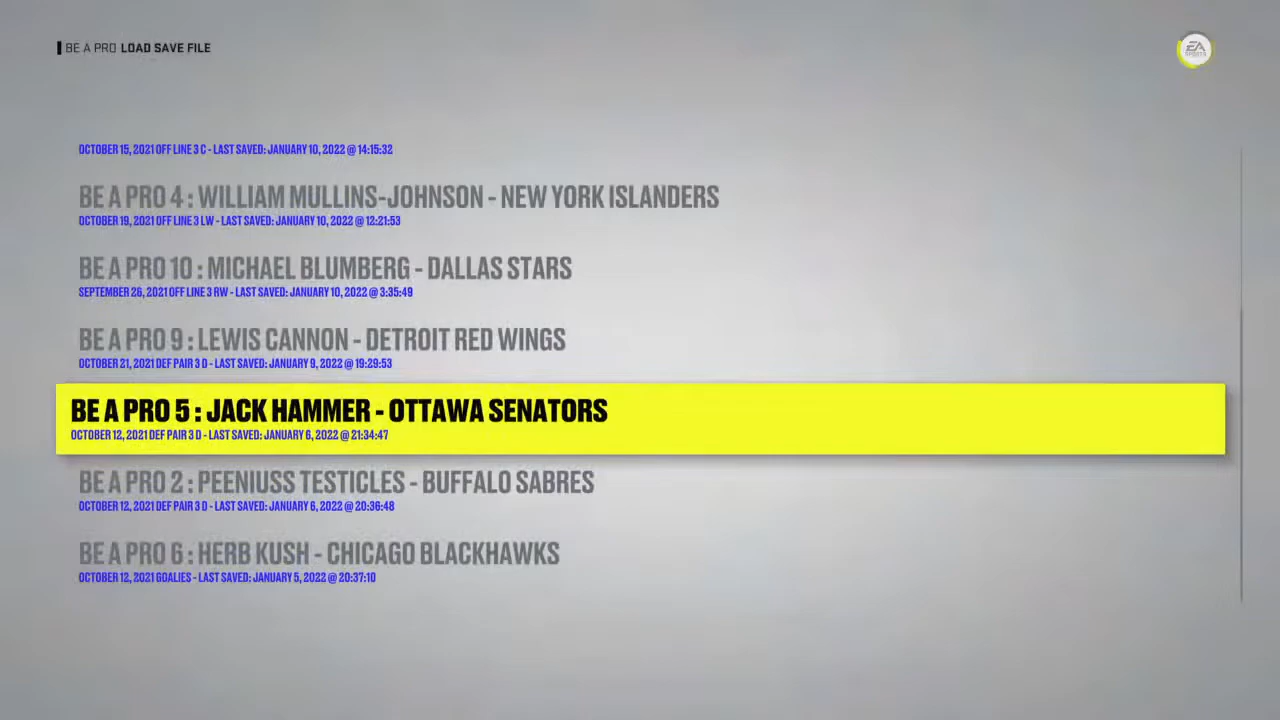 BE A PRO LOAD SAVE FILE
EA SPORTS
OCTOBER 15, 2021 OFF LINE 3 C - LAST SAVED: JANUARY 10, 2022 @ 14:15:32
BE A PRO 4 : WILLIAM MULLINS-JOHNSON - NEW YORK ISLANDERS
OCTOBER 19, 2021 OFF LINE 3 LW - LAST SAVED: JANUARY 10, 2022 @ 12:21:53
BE A PRO 10 : MICHAEL BLUMBERG - DALLAS STARS
SEPTEMBER 26, 2021 OFF LINE 3 RW - LAST SAVED: JANUARY 10, 2022 @ 3:35:49
BE A PRO 9 : LEWIS CANNON - DETROIT RED WINGS
OCTOBER 21, 2021 DEF PAIR 3 D - LAST SAVED: JANUARY 9, 2022 @ 19:29:53
BE A PRO 5 : JACK HAMMER - OTTAWA SENATORS
OCTOBER 12, 2021 DEF PAIR 3 D - LAST SAVED: JANUARY 6, 2022 @ 21:34:47
BE A PRO 2 : PEENIUSS TESTICLES - BUFFALO SABRES
OCTOBER 12, 2021 DEF PAIR 3 D - LAST SAVED: JANUARY 6, 2022 @ 20:36:48
BE A PRO 6 : HERB KUSH - CHICAGO BLACKHAWKS
OCTOBER 12, 2021 GOALIES - LAST SAVED: JANUARY 5, 2022 @ 20:37:10